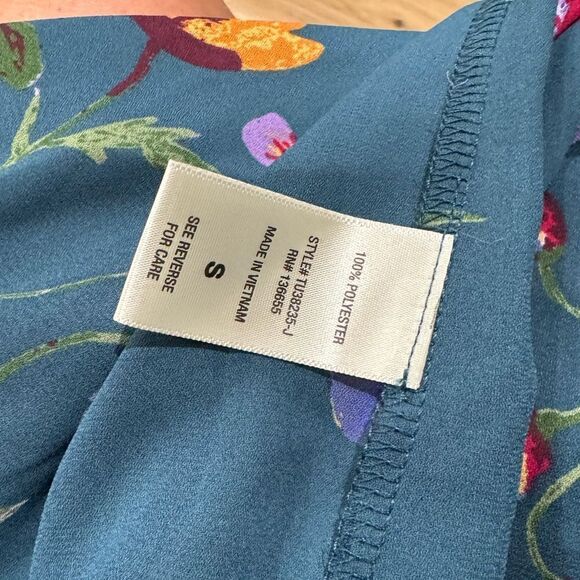 100% POLYESTER
STYLE# TU38235-J
RN# 136655
MADE IN VIETNAM
S
SEE REVERSE
FOR CARE